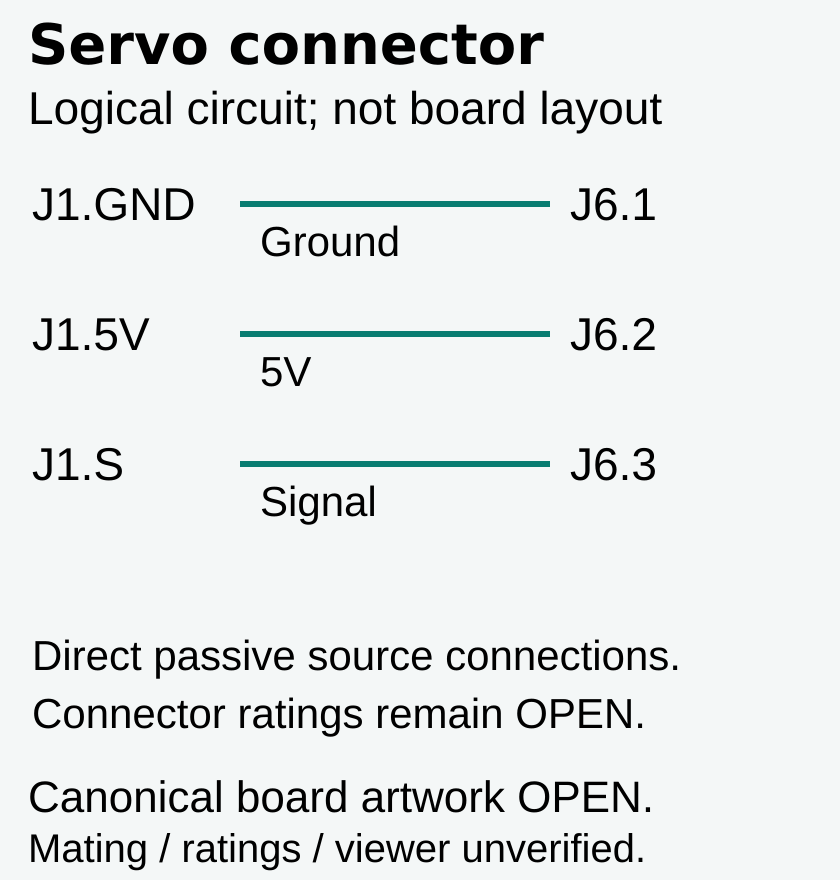 Servo connector
Logical circuit; not board layout
J1.GND J6.1
Ground
J1.5V J6.2
5V
J1.S J6.3
Signal
Direct passive source connections.
Connector ratings remain OPEN.
Canonical board artwork OPEN.
Mating / ratings / viewer unverified.